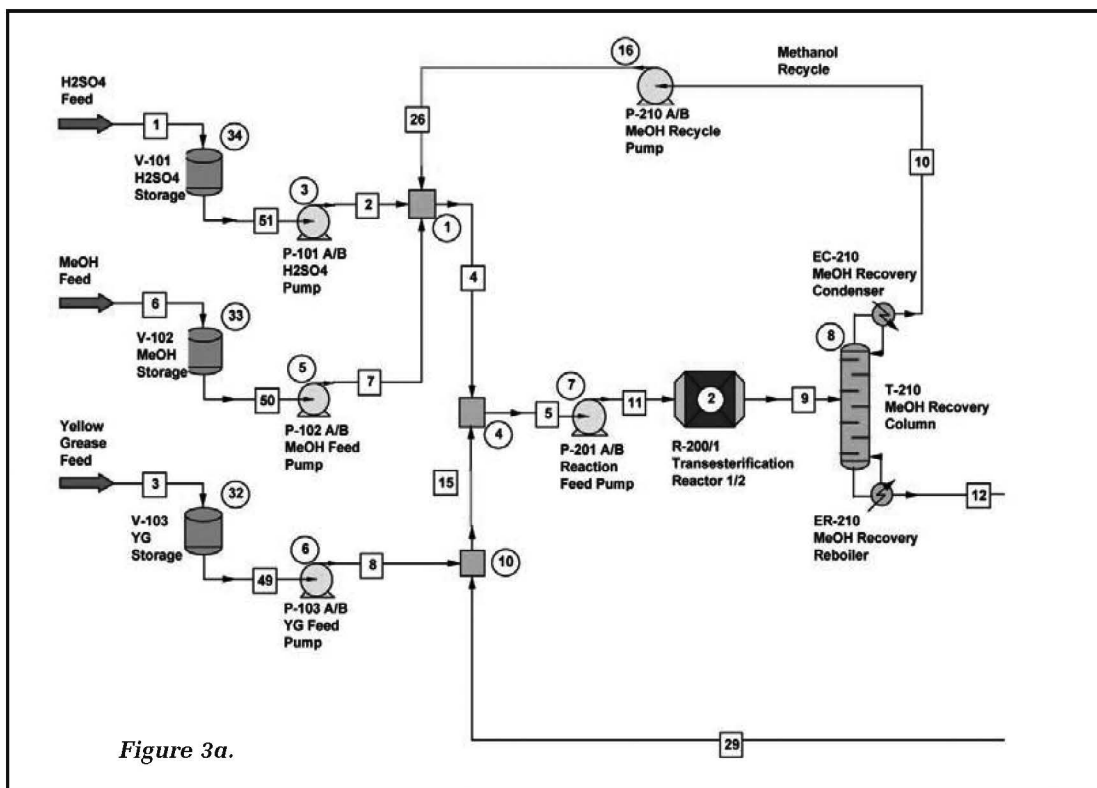 16
Methanol
Recycle
H2SO4
Feed
26
P-210 A/B
MeOH Recycle
Pump
1
34
10
V-101
H2SO4
Storage
3
2
51
1
P-101 A/B
H2SO4
Pump
EC-210
MeOH Recovery
Condenser
MeOH
Feed
4
6
33
8
V-102
MeOH
Storage
5
7
7
50
11
2
9
T-210
MeOH Recovery
Column
5
4
P-102 A/B
MeOH Feed
Pump
P-201 A/B
Reaction
Feed Pump
R-200/1
Transesterification
Reactor 1/2
Yellow
Grease
Feed
3
32
15
12
V-103
YG
Storage
ER-210
MeOH Recovery
Reboiler
6
8
10
49
P-103 A/B
YG Feed
Pump
29
Figure 3a.